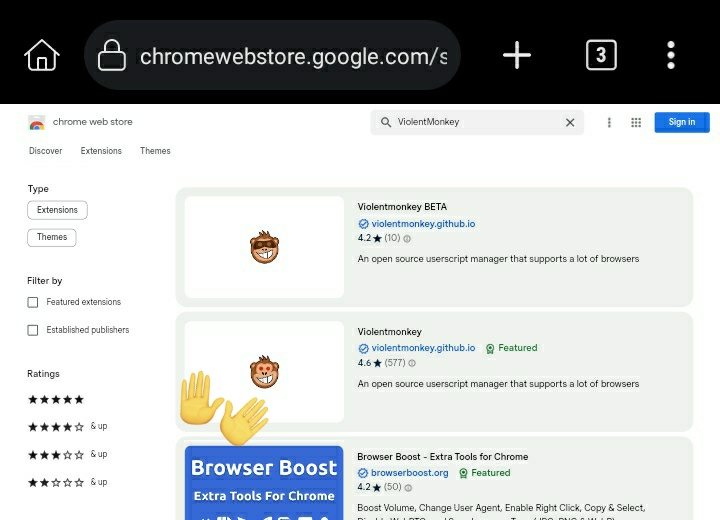 chromewebstore.google.com/s
3
chrome web store
ViolentMonkey
Sign in
Discover
Extensions
Themes
Type
Extensions
Themes
Filter by
Featured extensions
Established publishers
Ratings
& up
& up
& up
Violentmonkey BETA
violentmonkey.github.io
4.2 ★ (10)
An open source userscript manager that supports a lot of browsers
Violentmonkey
violentmonkey.github.io Featured
4.6 ★ (577)
An open source userscript manager that supports a lot of browsers
Browser Boost
Extra Tools For Chrome
Browser Boost - Extra Tools for Chrome
browserboost.org Featured
4.2 ★ (50)
Boost Volume, Change User Agent, Enable Right Click, Copy & Select,